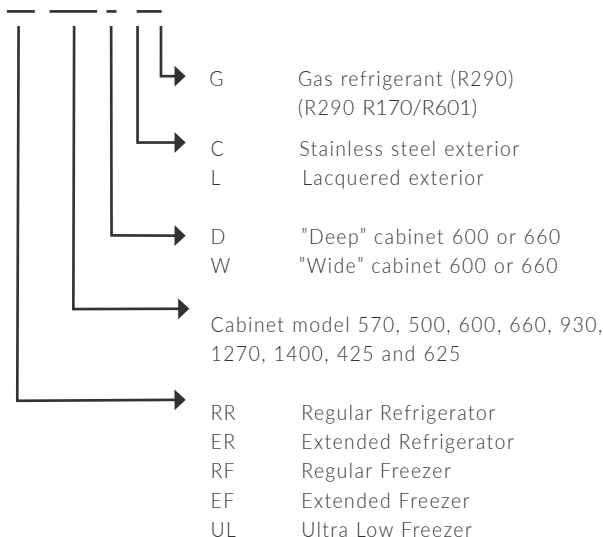 G Gas refrigerant (R290)
(R290 R170/R601)
C Stainless steel exterior
L Lacquered exterior
D ”Deep” cabinet 600 or 660
W ”Wide” cabinet 600 or 660
Cabinet model 570, 500, 600, 660, 930,
1270, 1400, 425 and 625
RR Regular Refrigerator
ER Extended Refrigerator
RF Regular Freezer
EF Extended Freezer
UL Ultra Low Freezer